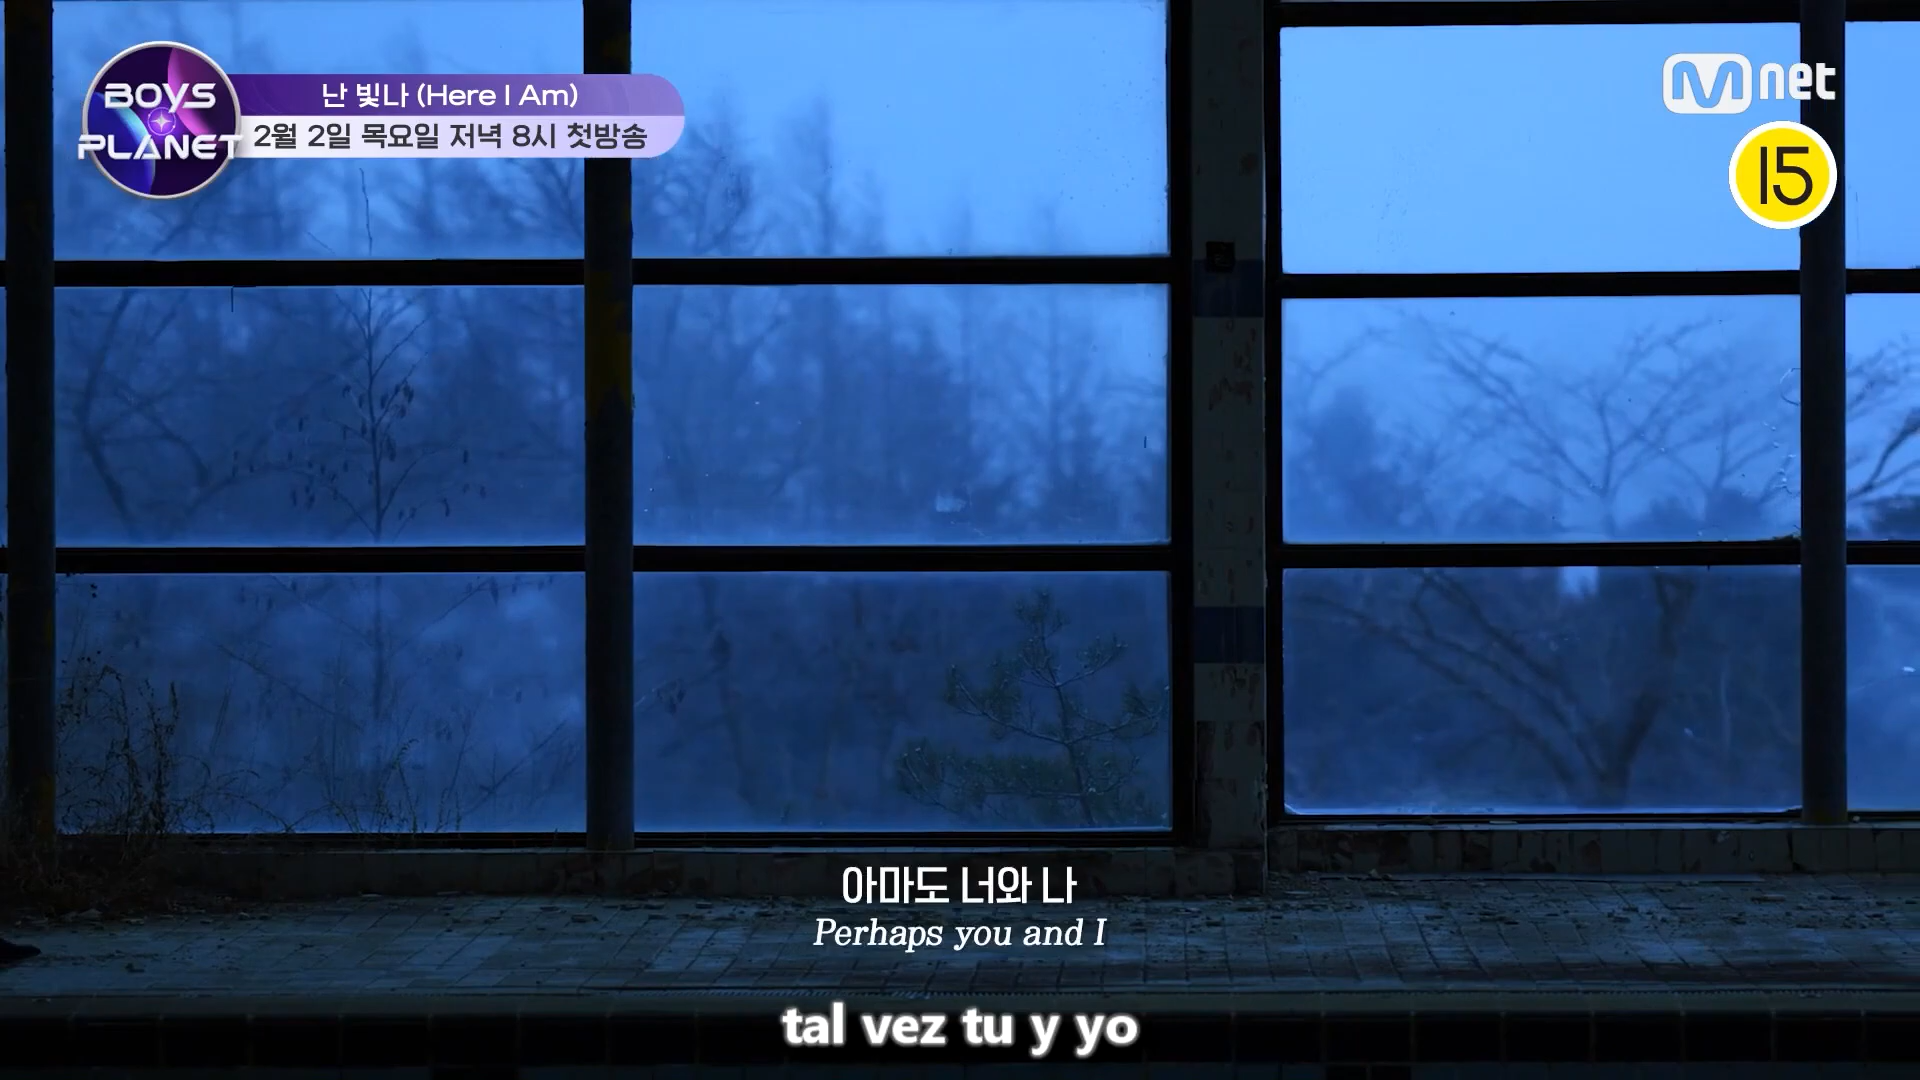 BOYS
PLANET
난 빛나 (Here I Am)
2월 2일 목요일 저녁 8시 첫방송
Mnet
15
아마도 너와 나
Perhaps you and I
tal vez tu y yo